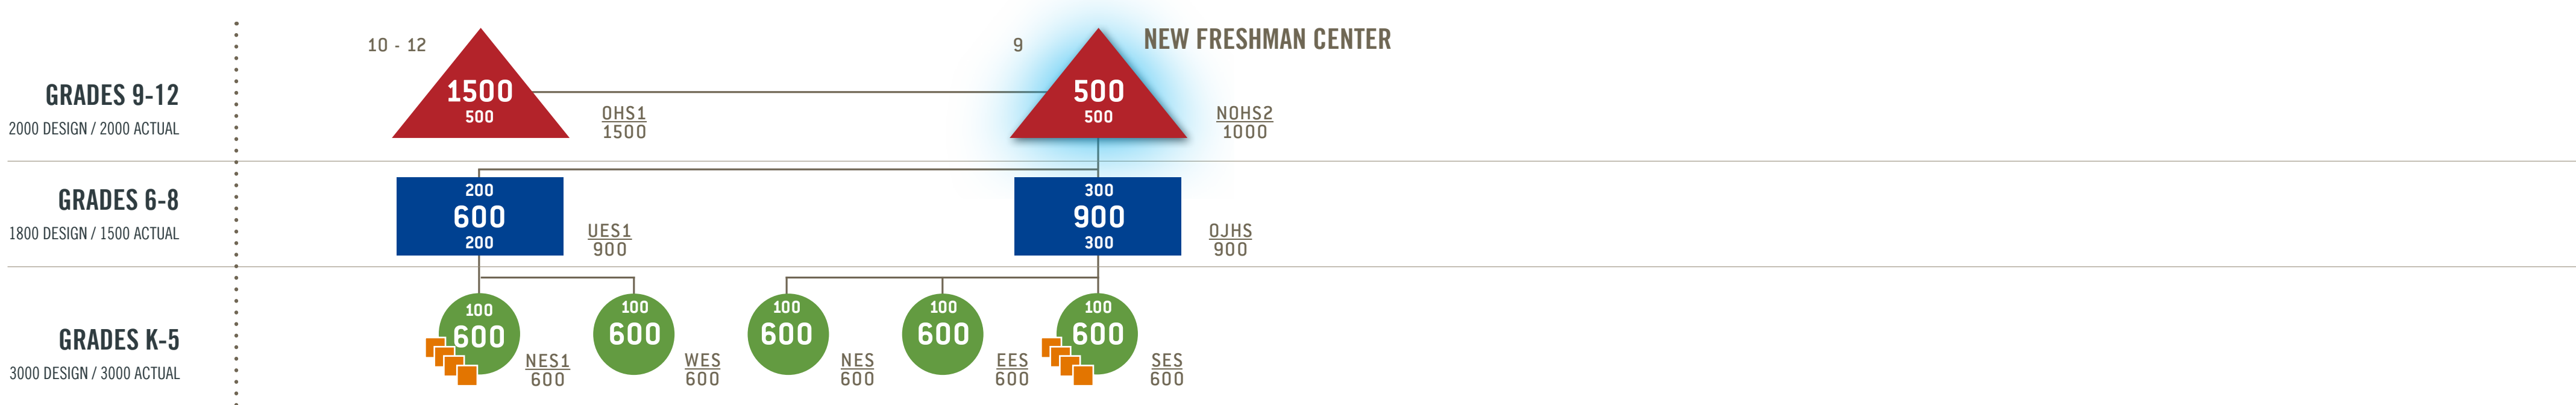 10 - 12
9
NEW FRESHMAN CENTER
GRADES 9-12
2000 DESIGN / 2000 ACTUAL
1500
500
OHS1
1500
500
500
NOHS2
1000
GRADES 6-8
1800 DESIGN / 1500 ACTUAL
200
600
200
UES1
900
300
900
300
OJHS
900
GRADES K-5
3000 DESIGN / 3000 ACTUAL
100
600
NES1
600
100
600
WES
600
100
600
NES
600
100
600
EES
600
100
600
SES
600